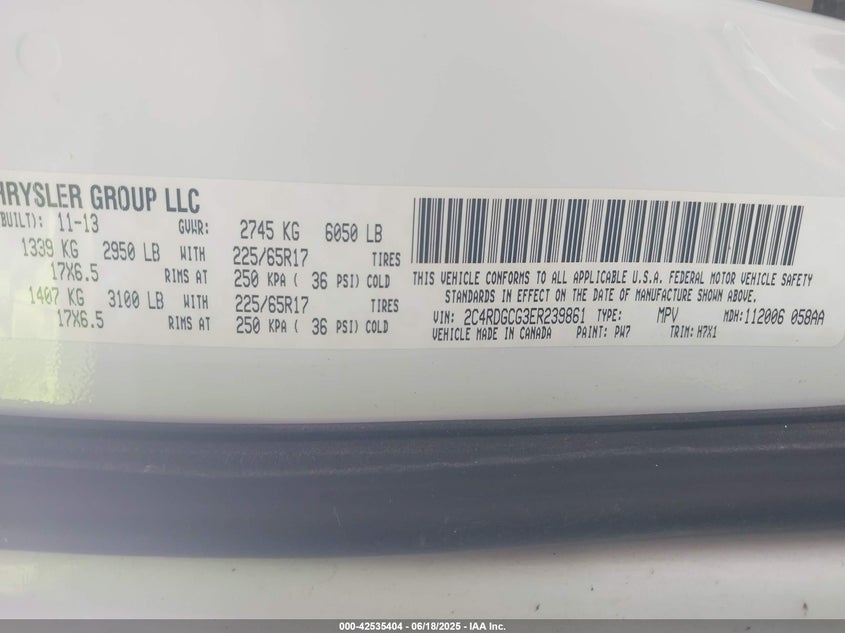 HRYSLER GROUP LLC
(BUILT): 11-13 GVWR: 2745 KG 6050 LB
1339 KG 2950 LB WITH 225/65R17 TIRES
17X6.5 RIMS AT 250 KPA ( 36 PSI) COLD
1407 KG 3100 LB WITH 225/65R17 TIRES
17X6.5 RIMS AT 250 KPA ( 36 PSI) COLD
THIS VEHICLE CONFORMS TO ALL APPLICABLE U.S.A. FEDERAL MOTOR VEHICLE SAFETY
STANDARDS IN EFFECT ON THE DATE OF MANUFACTURE SHOWN ABOVE.
VIN: 2C4RDGCG3ER239861 TYPE: MPV MDH:112006 058AA
VEHICLE MADE IN CANADA PAINT: PW7 TRIM: H7X1
000-42535404 / 06/18/2025 - IAA Inc.